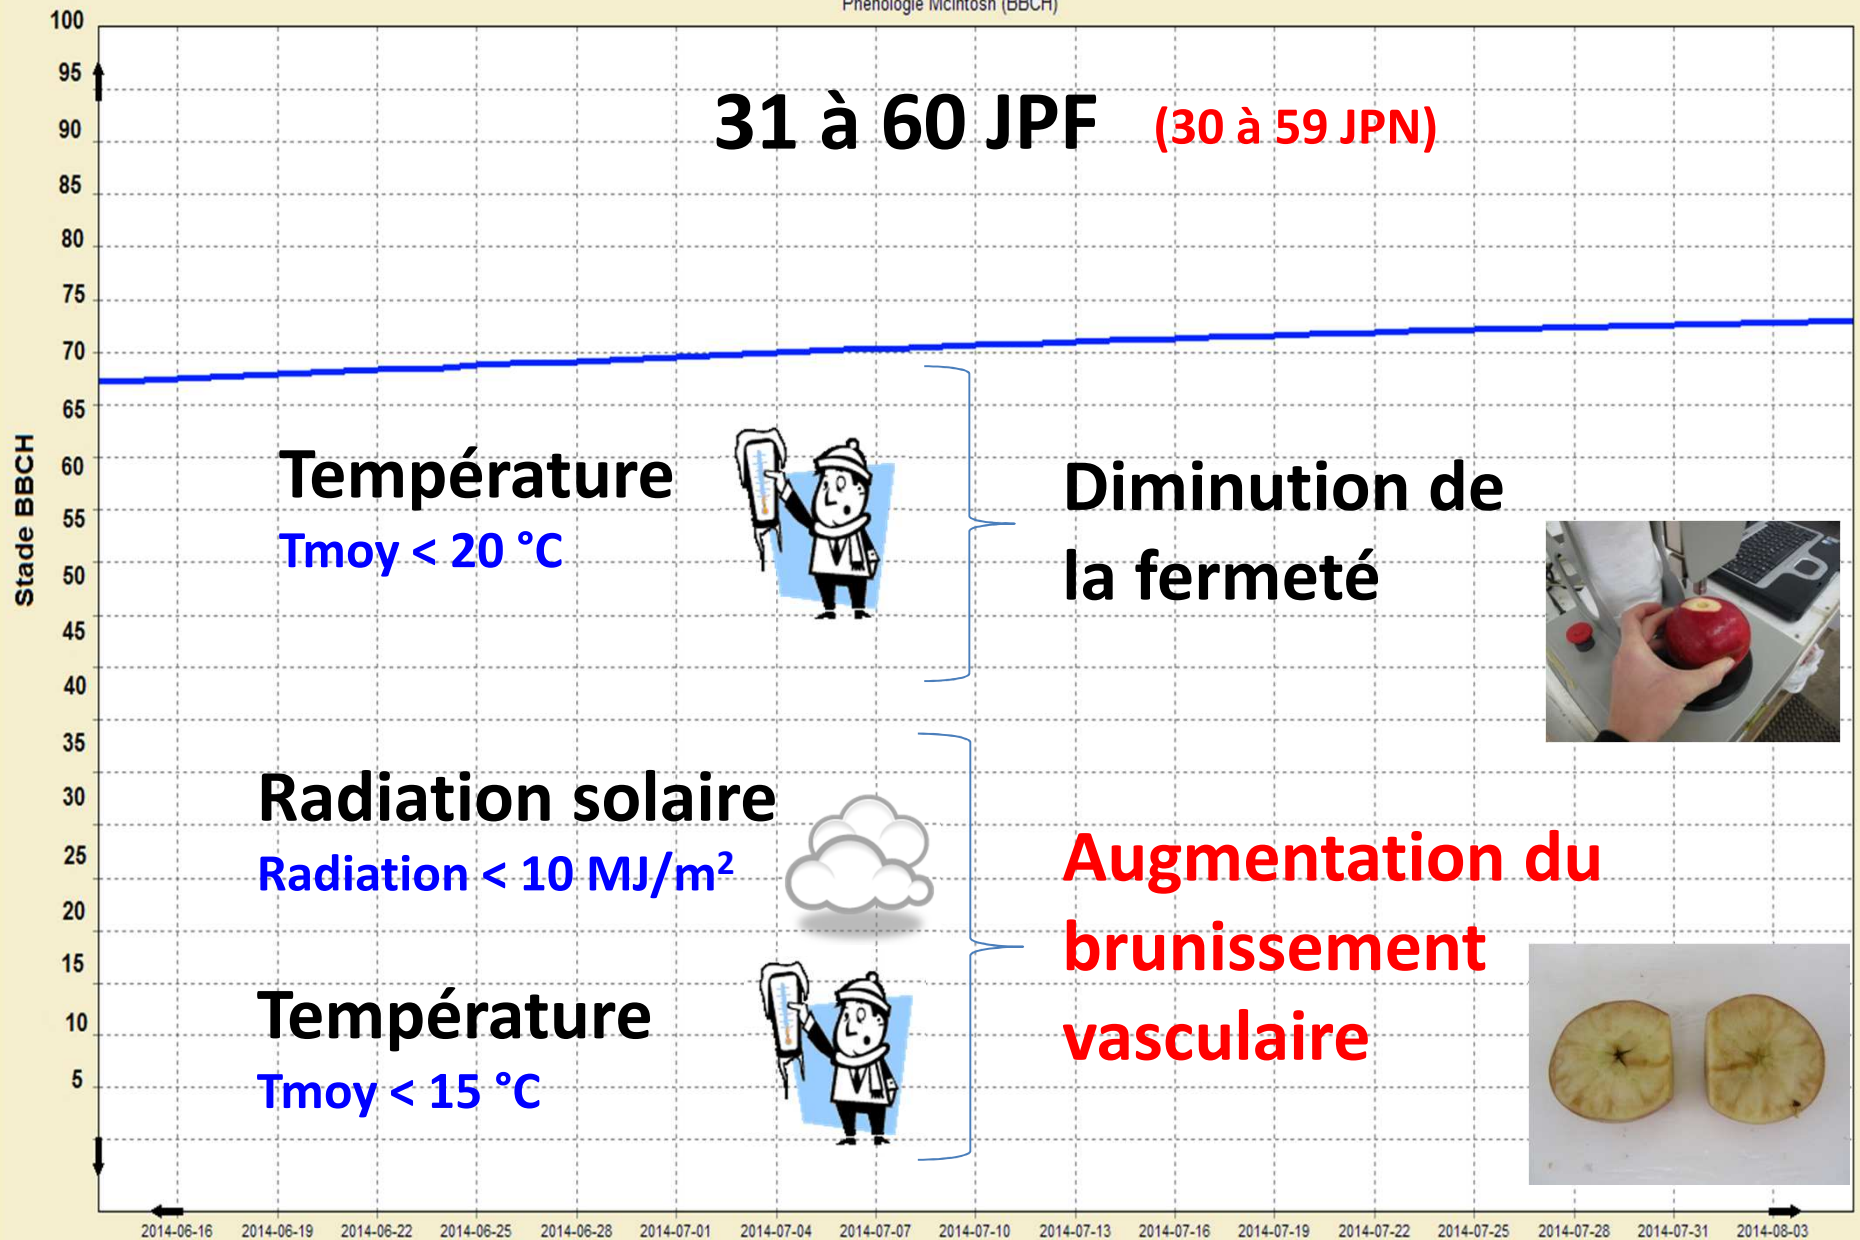 Phénologie McIntosh (BBCH)
31 à 60 JPF (30 à 59 JPN)
100
95
90
85
80
75
70
65
60
55
50
45
40
35
30
25
20
15
10
5
Stade BBCH
Température
Tmoy < 20 °C
Diminution de
la fermeté
Radiation solaire
Radiation < 10 MJ/m²
Température
Tmoy < 15 °C
Augmentation du
brunissement
vasculaire
2014-06-16 2014-06-19 2014-06-22 2014-06-25 2014-06-28 2014-07-01 2014-07-04 2014-07-07 2014-07-10 2014-07-13 2014-07-16 2014-07-19 2014-07-22 2014-07-25 2014-07-28 2014-07-31 2014-08-03